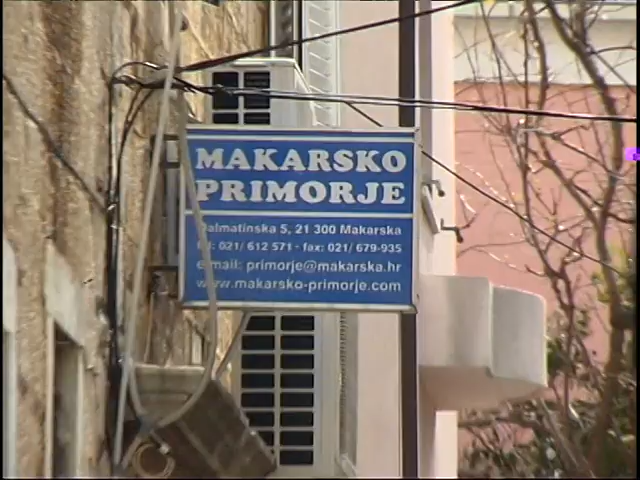 MAKARSKO
PRIMORJE
Dalmatinska 5, 21 300 Makarska
tel: 021/ 612 571 · fax: 021/ 679-935
e-mail: primorje@makarska.hr
www.makarsko-primorje.com